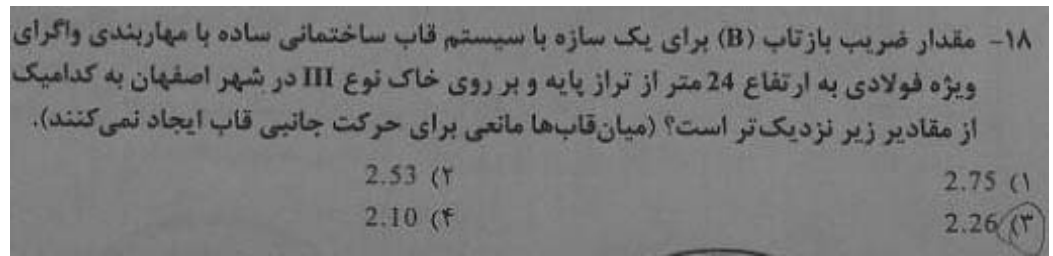 ۱۸- مقدار ضریب بازتاب (B) برای یک سازه با سیستم قاب ساختمانی ساده با مهاربندی واگرای
ویژه فولادی به ارتفاع 24 متر از تراز پایه و بر روی خاک نوع III در شهر اصفهان به کدامیک
از مقادیر زیر نزدیک‌تر است؟ (میان‌قاب‌ها مانعی برای حرکت جانبی قاب ایجاد نمی‌کنند).
۱) 2.75 ۲) 2.53
۳) 2.26 ۴) 2.10